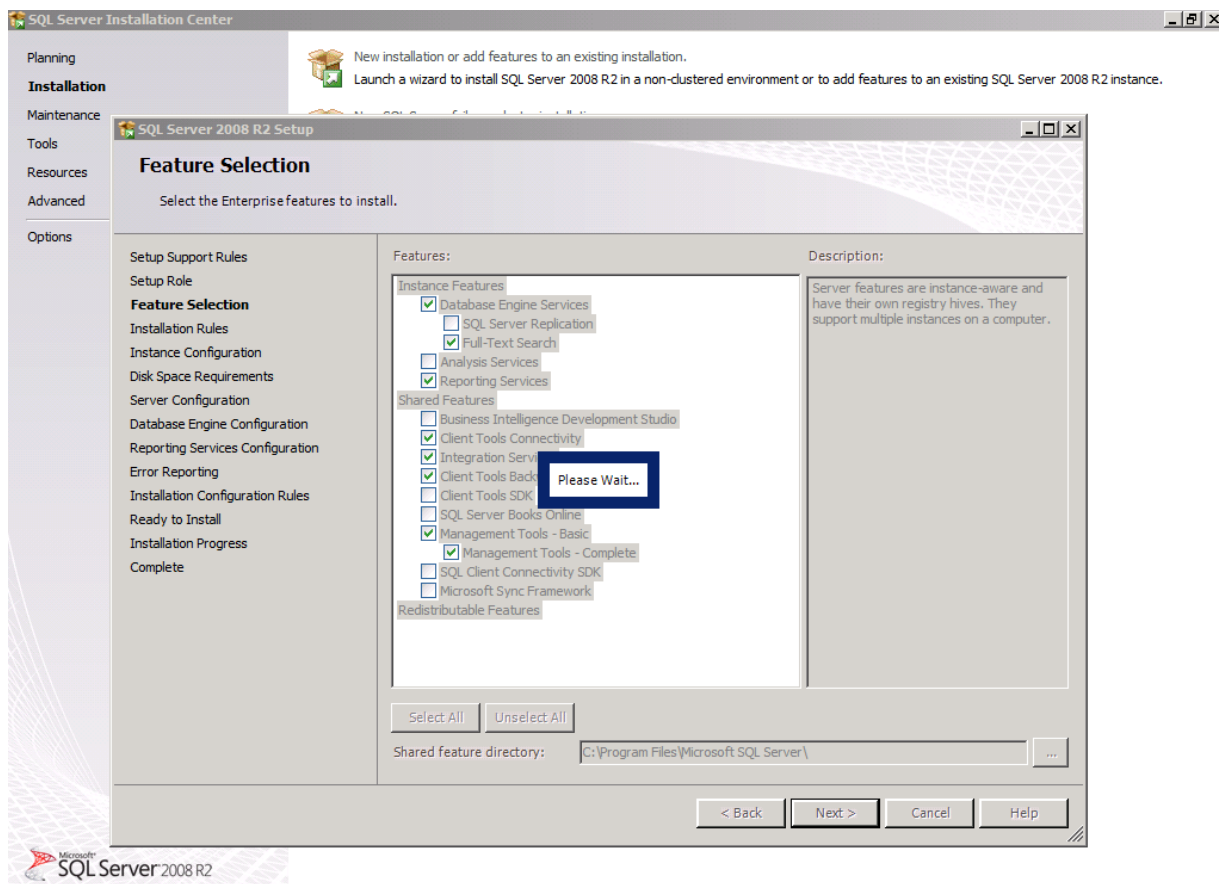 SQL Server Installation Center
Planning
Installation
Maintenance
Tools
Resources
Advanced
Options
New installation or add features to an existing installation.
Launch a wizard to install SQL Server 2008 R2 in a non-clustered environment or to add features to an existing SQL Server 2008 R2 instance.
SQL Server 2008 R2 Setup
Feature Selection
Select the Enterprise features to install.
Setup Support Rules
Setup Role
Feature Selection
Installation Rules
Instance Configuration
Disk Space Requirements
Server Configuration
Database Engine Configuration
Reporting Services Configuration
Error Reporting
Installation Configuration Rules
Ready to Install
Installation Progress
Complete
Features:
Instance Features
Database Engine Services
SQL Server Replication
Full-Text Search
Analysis Services
Reporting Services
Shared Features
Business Intelligence Development Studio
Client Tools Connectivity
Integration Servi
Client Tools Back
Client Tools SDK
SQL Server Books Online
Management Tools - Basic
Management Tools - Complete
SQL Client Connectivity SDK
Microsoft Sync Framework
Redistributable Features
Please Wait...
Description:
Server features are instance-aware and
have their own registry hives. They
support multiple instances on a computer.
Select All
Unselect All
Shared feature directory:
C:\Program Files\Microsoft SQL Server\
...
< Back
Next >
Cancel
Help
Microsoft
SQL Server 2008 R2